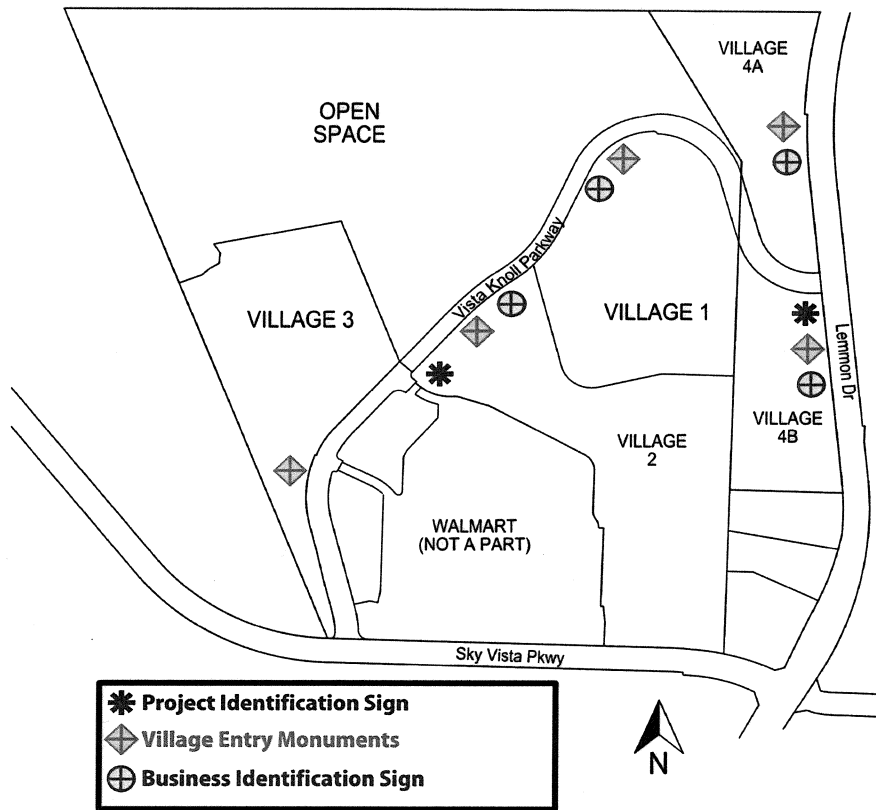 VILLAGE
4A
OPEN
SPACE
Vista Knoll Parkway
VILLAGE 3
VILLAGE 1
Lemmon Dr
VILLAGE
4B
VILLAGE
2
WALMART
(NOT A PART)
Sky Vista Pkwy
Project Identification Sign
Village Entry Monuments
Business Identification Sign
N